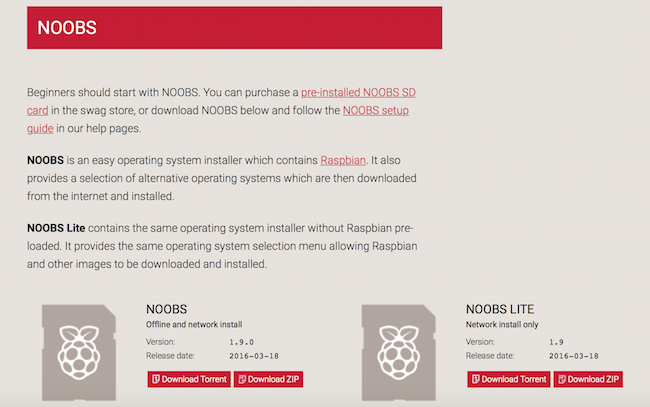 NOOBS
Beginners should start with NOOBS. You can purchase a pre-installed NOOBS SD
card in the swag store, or download NOOBS below and follow the NOOBS setup
guide in our help pages.
NOOBS is an easy operating system installer which contains Raspbian. It also
provides a selection of alternative operating systems which are then downloaded
from the internet and installed.
NOOBS Lite contains the same operating system installer without Raspbian pre-
loaded. It provides the same operating system selection menu allowing Raspbian
and other images to be downloaded and installed.
NOOBS
Offline and network install
Version: 1.9.0
Release date: 2016-03-18
Download Torrent Download ZIP
NOOBS LITE
Network install only
Version: 1.9
Release date: 2016-03-18
Download Torrent Download ZIP